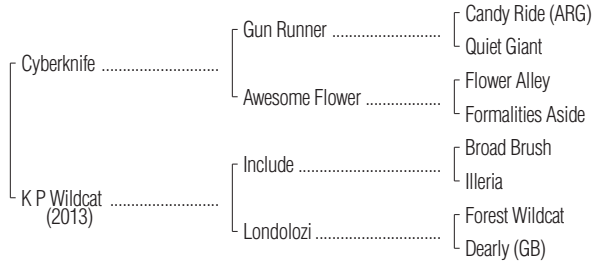 Candy Ride (ARG)
Gun Runner ........................
Quiet Giant
Cyberknife ..........................
Flower Alley
Awesome Flower .................
Formalities Aside
Broad Brush
Include ................................
Illeria
K P Wildcat ........................
(2013)
Forest Wildcat
Londolozi ............................
Dearly (GB)